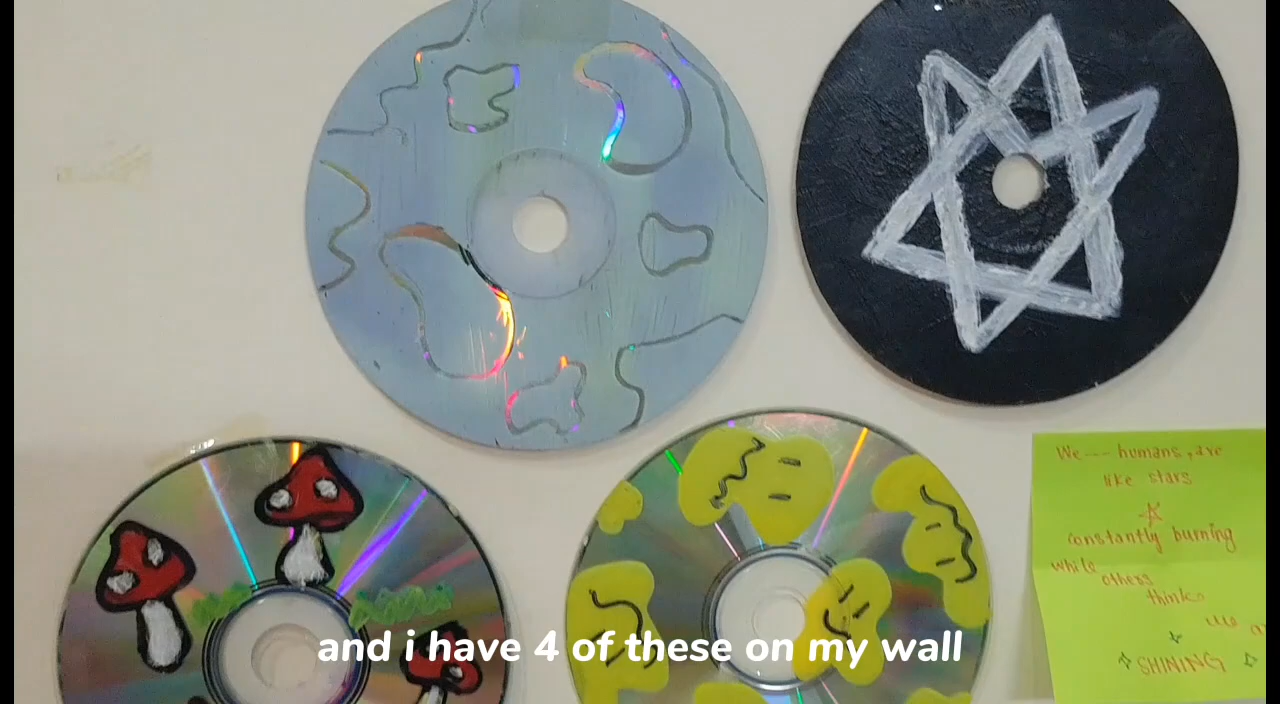 We --- humans, are
like stars
constantly burning
while
others
think
we
SHINING
and i have 4 of these on my wall